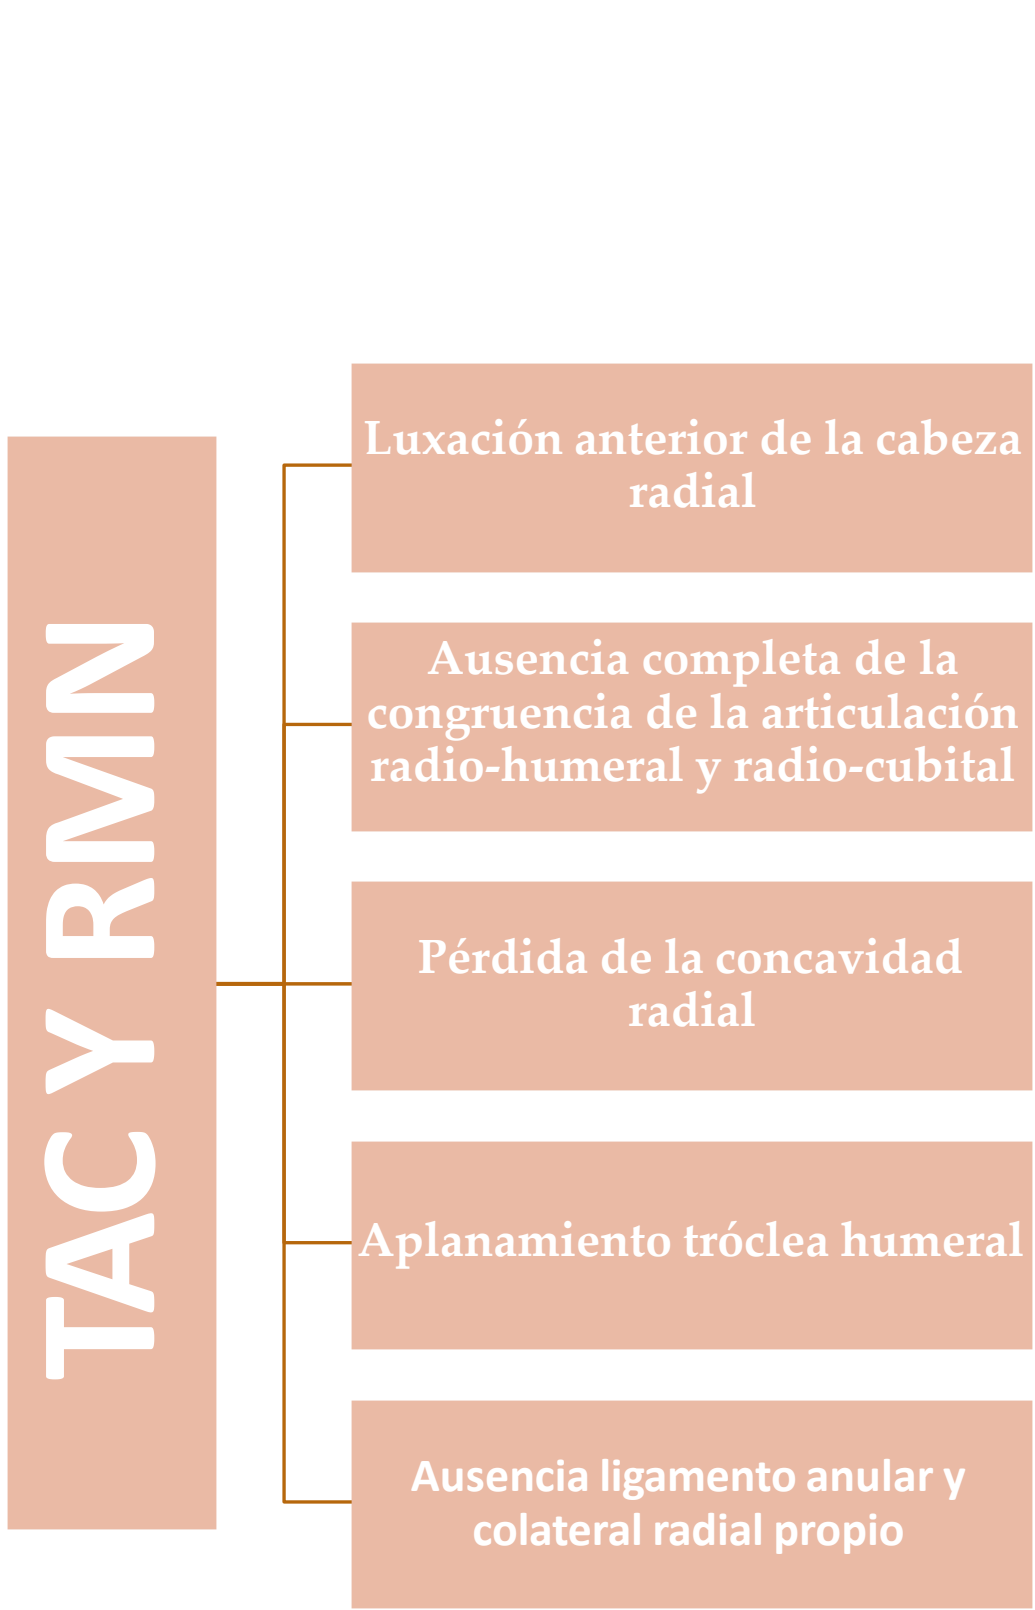 TAC Y RMN
Luxación anterior de la cabeza
radial
Ausencia completa de la
congruencia de la articulación
radio-humeral y radio-cubital
Pérdida de la concavidad
radial
Aplanamiento tróclea humeral
Ausencia ligamento anular y
colateral radial propio